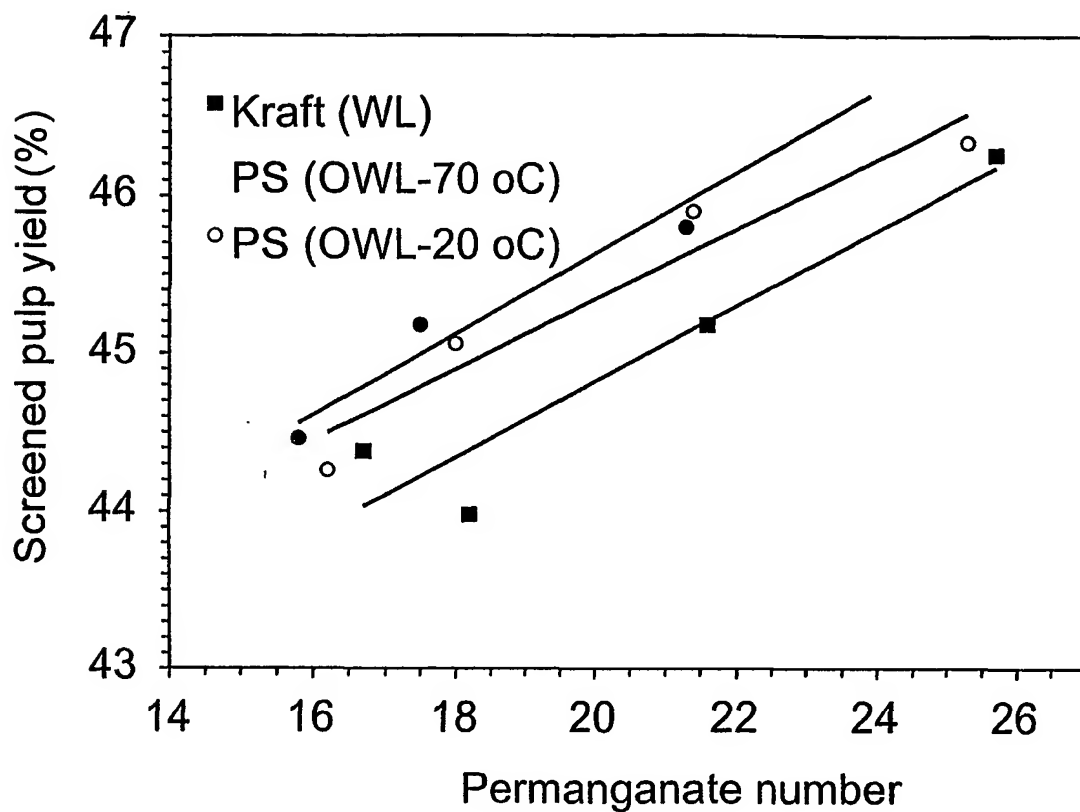 47
46
45
44
43
Screened pulp yield (%)
Kraft (WL)
PS (OWL-70 oC)
PS (OWL-20 oC)
14 16 18 20 22 24 26
Permanganate number